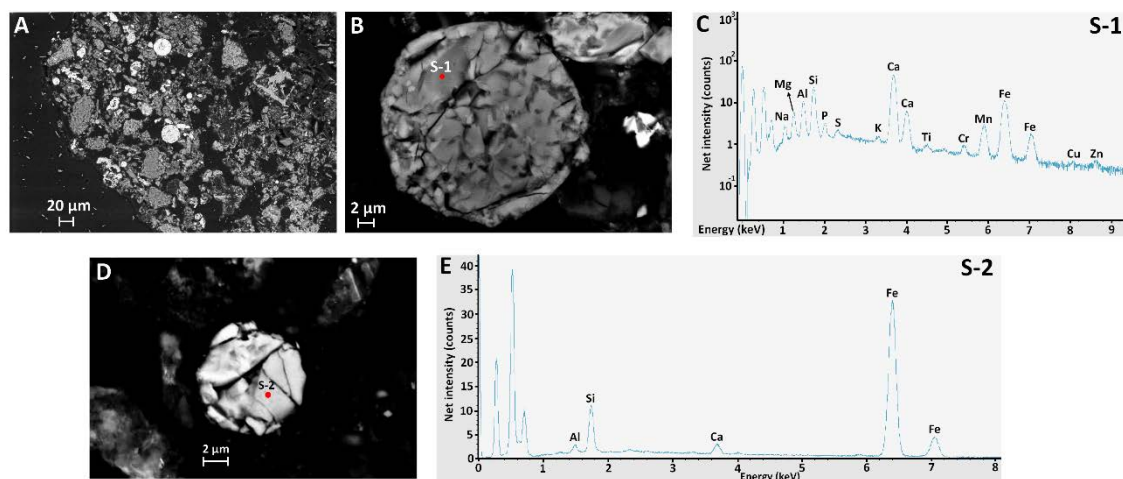 A
20 µm
B
S-1
2 µm
C
S-1
Net intensity (counts)
10³
10²
10
1
10⁻¹
Na
Mg
Al
Si
P
S
K
Ca
Ca
Ti
Cr
Mn
Fe
Fe
Cu
Zn
Energy (keV)
1 2 3 4 5 6 7 8 9
D
S-2
2 µm
E
S-2
Net intensity (counts)
40
35
30
25
20
15
10
5
0
Al
Si
Ca
Fe
Fe
0 1 2 3 4 5 6 7 8
Energy (keV)